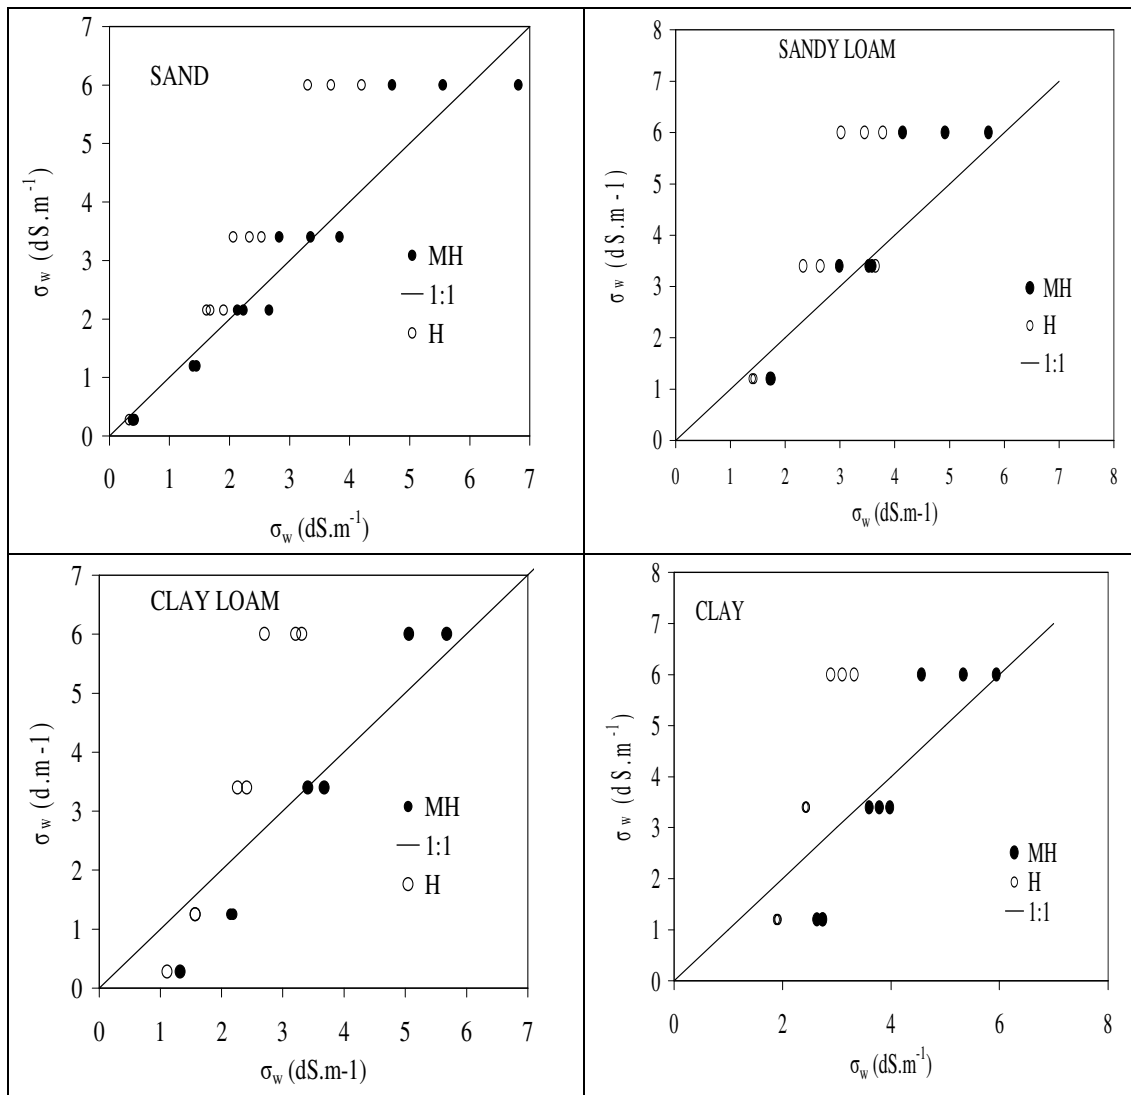 SAND
7
6
5
4
3
2
1
0
σw (dS.m-1)
MH
1:1
H
0 1 2 3 4 5 6 7
σw (dS.m-1)
SANDY LOAM
8
7
6
5
4
3
2
1
0
σw (dS.m-1)
MH
H
1:1
0 1 2 3 4 5 6 7 8
σw (dS.m-1)
CLAY LOAM
7
6
5
4
3
2
1
0
σw (d.m-1)
MH
1:1
H
0 1 2 3 4 5 6 7
σw (dS.m-1)
CLAY
8
7
6
5
4
3
2
1
0
σw (dS.m-1)
MH
H
1:1
0 2 4 6 8
σw (dS.m-1)